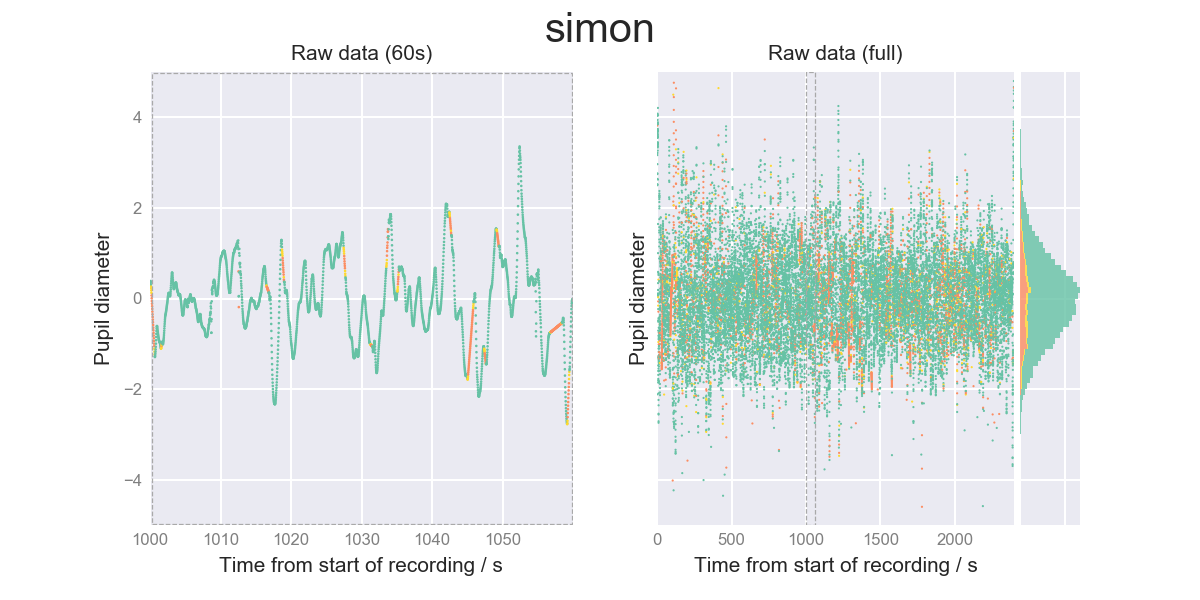 simon
Raw data (60s)
Raw data (full)
Pupil diameter
4
2
0
−2
−4
1000 1010 1020 1030 1040 1050
Time from start of recording / s
Pupil diameter
0 500 1000 1500 2000
Time from start of recording / s